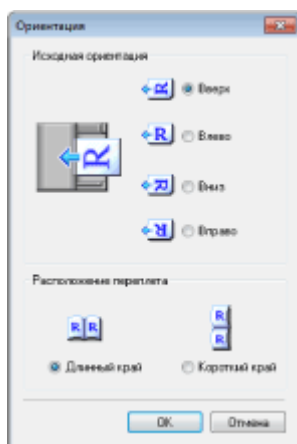 Ориентация
Исходная ориентация
R
R Вверх
R Влево
R Вниз
R Вправо
Расположение переплета
R R
R
R
Длинный край
Короткий край
OK
Отмена